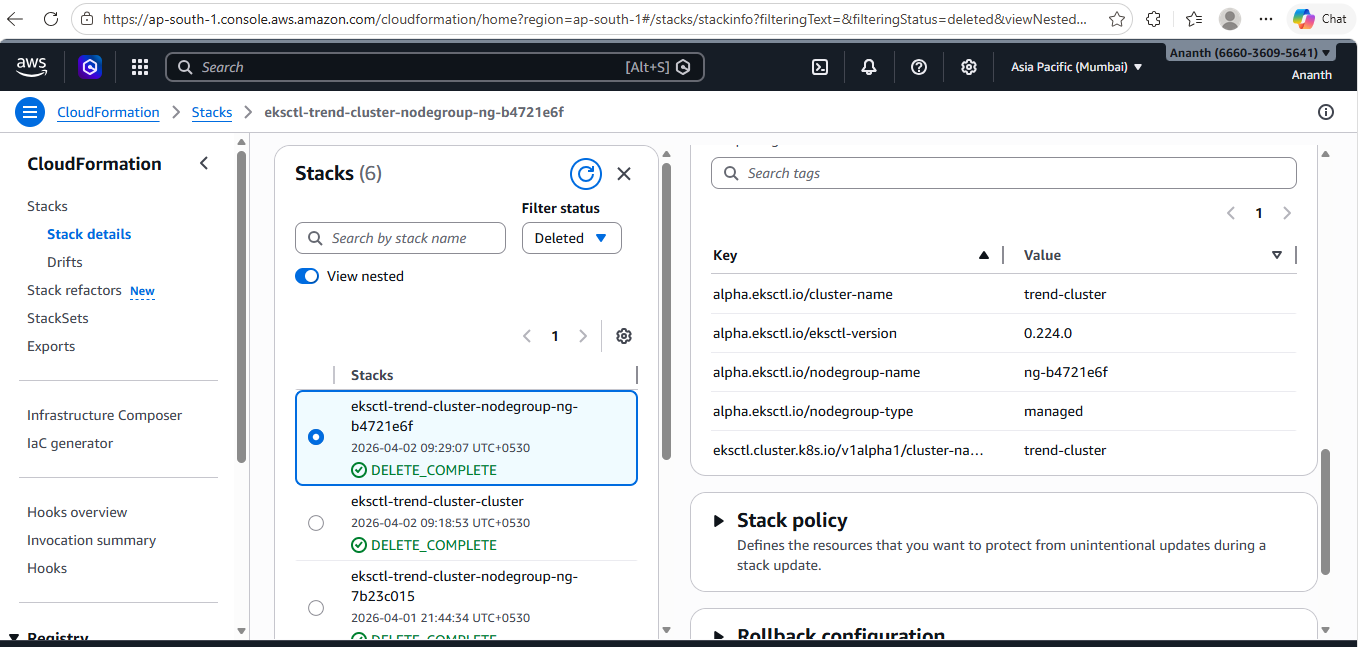 https://ap-south-1.console.aws.amazon.com/cloudformation/home?region=ap-south-1#/stacks/stackinfo?filteringText=&filteringStatus=deleted&viewNested...
Chat
aws
Search
[Alt+S]
Asia Pacific (Mumbai)
Ananth (6660-3609-5641)
Ananth
CloudFormation
Stacks
eksctl-trend-cluster-nodegroup-ng-b4721e6f
CloudFormation
Stacks
Stack details
Drifts
Stack refactors New
StackSets
Exports
Infrastructure Composer
IaC generator
Hooks overview
Invocation summary
Hooks
Registry
Stacks (6)
Filter status
Search by stack name
Deleted
View nested
1
Stacks
eksctl-trend-cluster-nodegroup-ng-
b4721e6f
2026-04-02 09:29:07 UTC+0530
DELETE_COMPLETE
eksctl-trend-cluster-cluster
2026-04-02 09:18:53 UTC+0530
DELETE_COMPLETE
eksctl-trend-cluster-nodegroup-ng-
7b23c015
2026-04-01 21:44:34 UTC+0530
DELETE_COMPLETE
Search tags
1
Key
Value
alpha.eksctl.io/cluster-name
trend-cluster
alpha.eksctl.io/eksctl-version
0.224.0
alpha.eksctl.io/nodegroup-name
ng-b4721e6f
alpha.eksctl.io/nodegroup-type
managed
eksctl.cluster.k8s.io/v1alpha1/cluster-na...
trend-cluster
Stack policy
Defines the resources that you want to protect from unintentional updates during a
stack update.
Rollback configuration